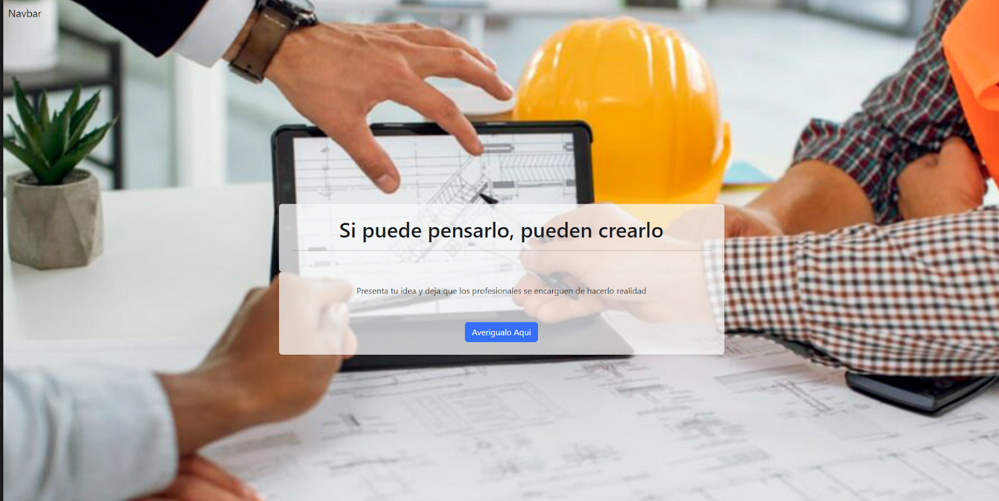 Navbar
Si puede pensarlo, pueden crearlo
Presenta tu idea y deja que los profesionales se encarguen de hacerlo realidad
Averigualo Aqui